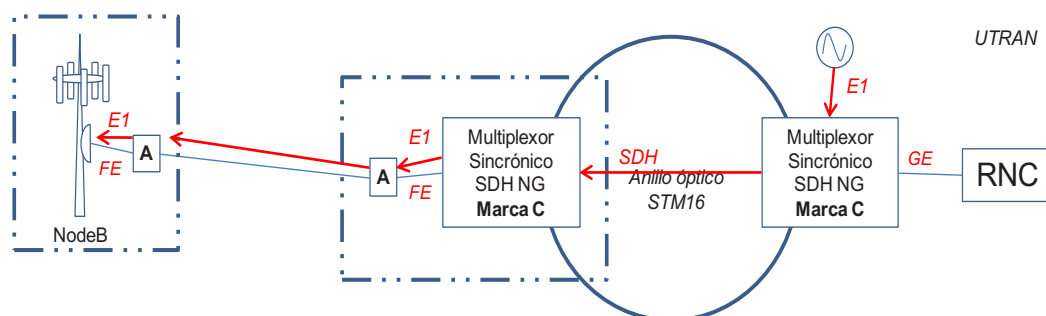 UTRAN
E1
E1
A
FE
NodeB
E1
A
FE
Multiplexor
Sincrónico
SDH NG
Marca C
SDH
Anillo óptico
STM16
Multiplexor
Sincrónico
SDH NG
Marca C
GE
RNC